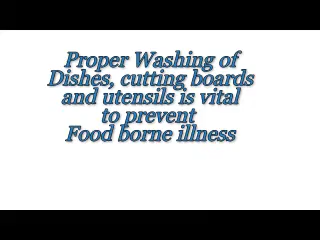 Proper Washing of
Dishes, cutting boards
and utensils is vital
to prevent
Food borne illness